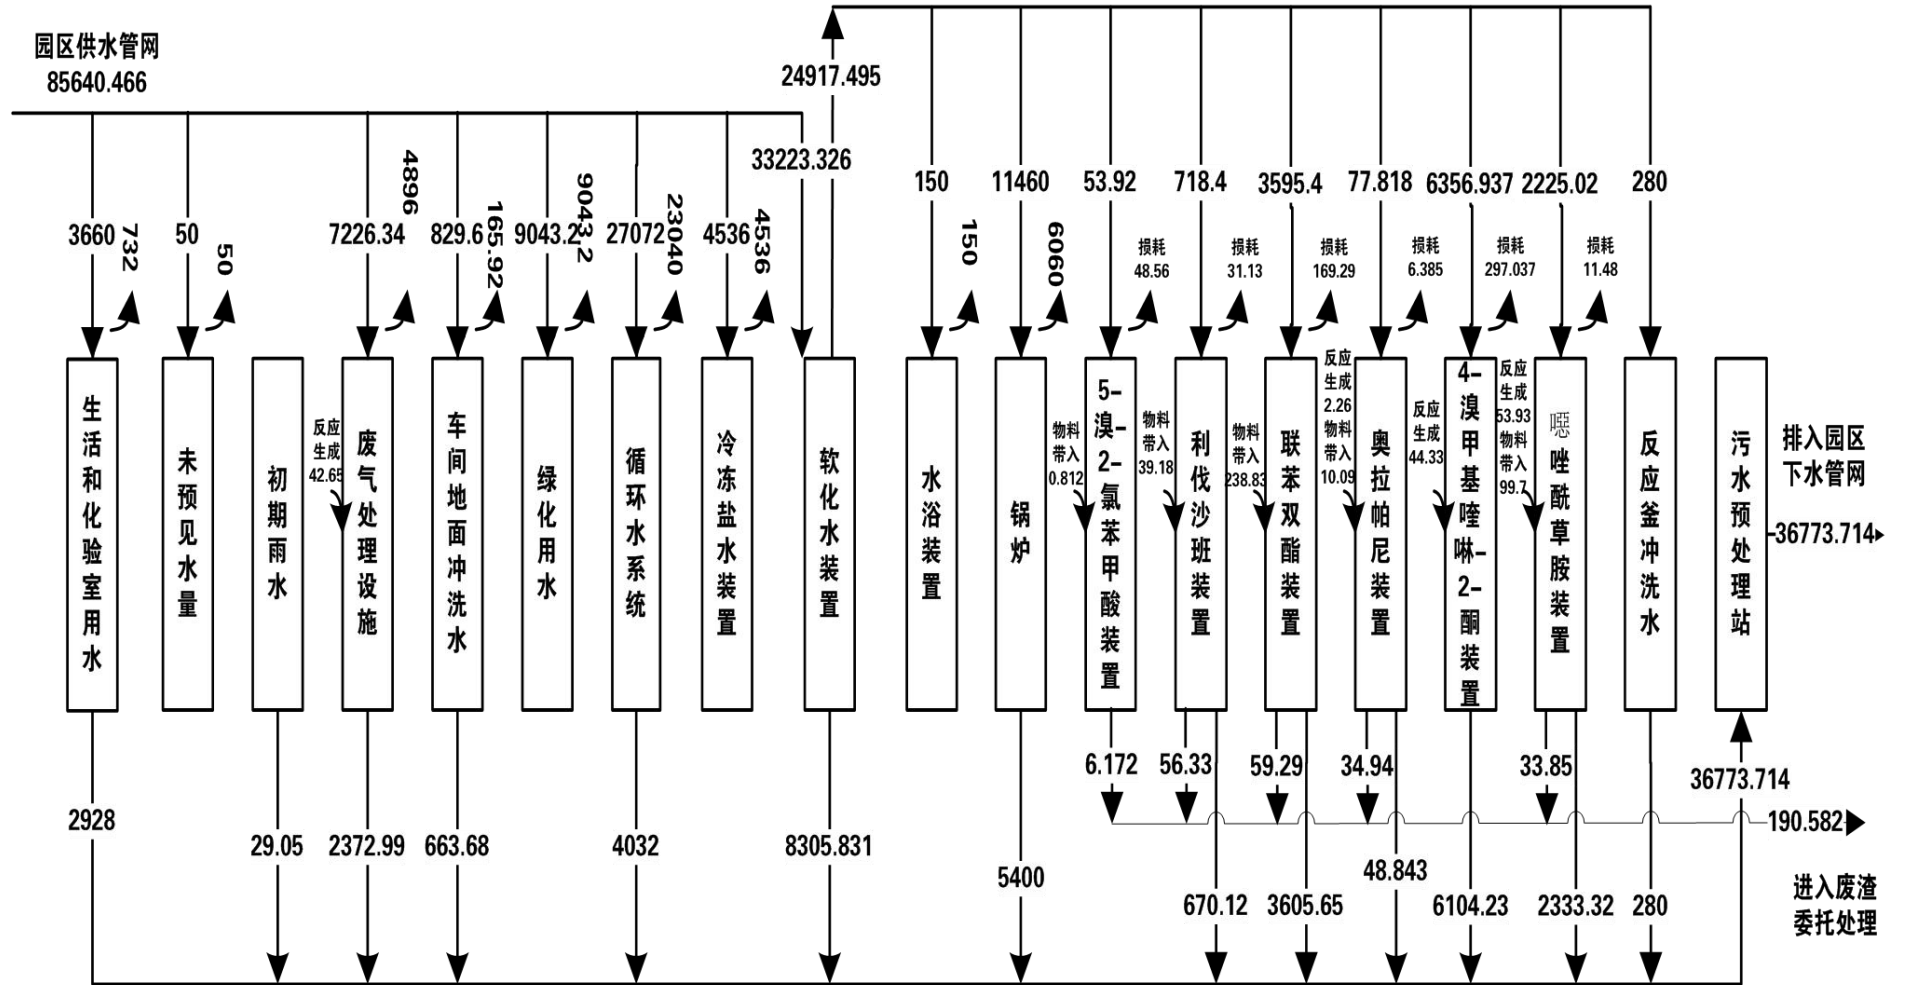 园区供水管网
85640.466
24917.495
33223.326
3660
732
50
50
7226.34
4896
829.6
165.92
9043.2
9043.2
27072
23040
4536
4536
150
150
11460
6060
53.92
718.4
3595.4
77.818
6356.937
2225.02
280
损耗
48.56
损耗
31.13
损耗
169.29
损耗
6.385
损耗
297.037
损耗
11.48
生活和化验室用水
未预见水量
初期雨水
反应
生成
42.65
废气处理设施
车间地面冲洗水
绿化用水
循环水系统
冷冻盐水装置
软化水装置
水浴装置
锅炉
物料
带入
0.812
5-溴-2-氯苯甲酸装置
物料
带入
39.18
利伐沙班装置
物料
带入
238.83
联苯双酯装置
反应
生成
2.26
物料
带入
10.09
奥拉帕尼装置
反应
生成
44.33
4-溴甲基喹啉-2-酮装置
反应
生成
53.93
物料
带入
99.7
噁唑酰草胺装置
反应釜冲洗水
污水预处理站
排入园区
下水管网
36773.714
6.172
56.33
59.29
34.94
33.85
36773.714
190.582
2928
29.05
2372.99
663.68
4032
8305.831
5400
670.12
3605.65
48.843
6104.23
2333.32
280
进入废渣
委托处理